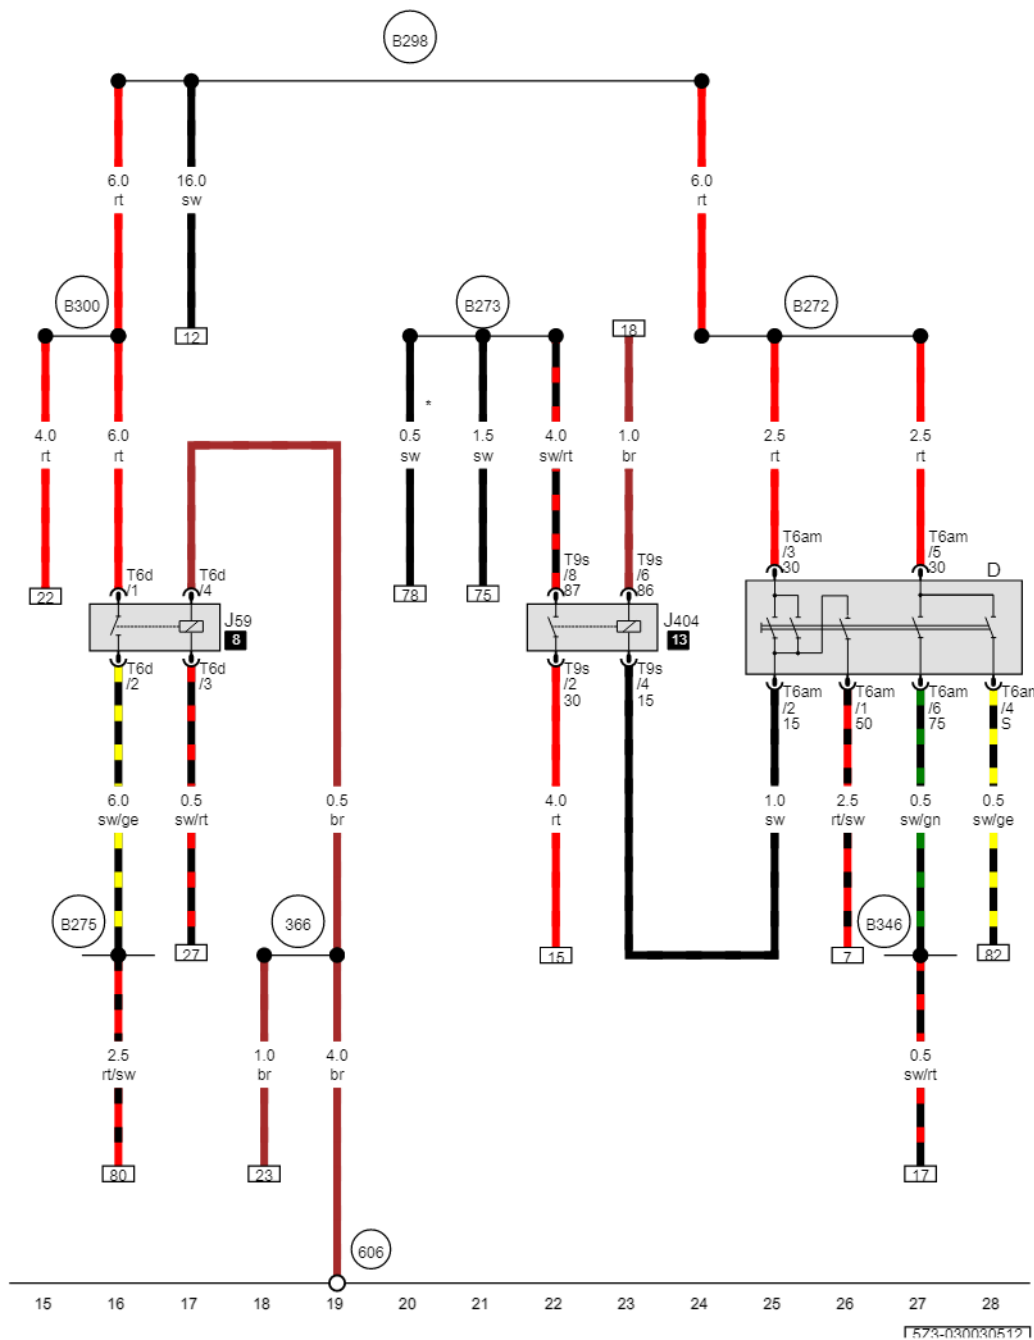 B298
6.0
rt
16.0
sw
6.0
rt
B300
B273
B272
12
18
*
4.0
rt
6.0
rt
0.5
sw
1.5
sw
4.0
sw/rt
1.0
br
2.5
rt
2.5
rt
T6d
/1
T6d
/4
T9s
/8
87
T9s
/6
86
T6am
/3
30
T6am
/5
30
D
22
78
75
J59
8
J404
13
T6d
/2
T6d
/3
T9s
/2
30
T9s
/4
15
T6am
/2
15
T6am
/1
50
T6am
/6
75
T6am
/4
S
6.0
sw/ge
0.5
sw/rt
0.5
br
4.0
rt
1.0
sw
2.5
rt/sw
0.5
sw/gn
0.5
sw/ge
B275
366
B346
27
15
7
82
2.5
rt/sw
1.0
br
4.0
br
0.5
sw/rt
80
23
17
606
15 16 17 18 19 20 21 22 23 24 25 26 27 28
573-030030512